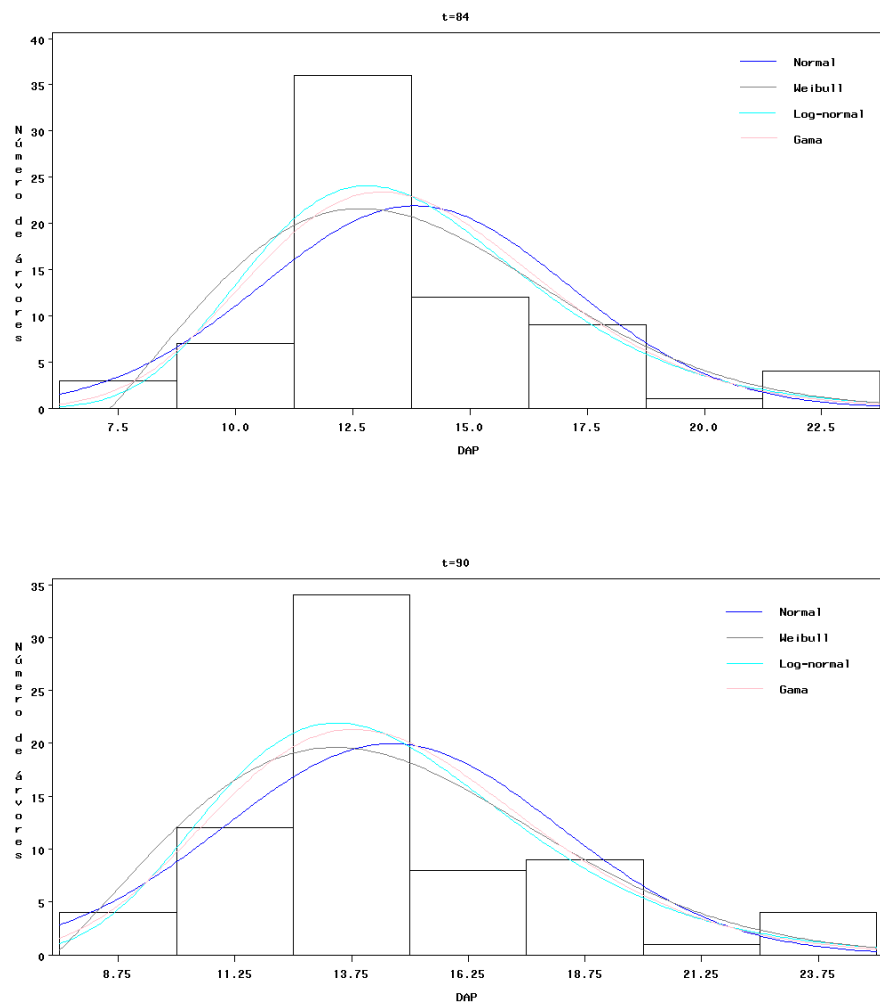 t=84
40
35
30
25
20
15
10
5
0
Número de árvores
Normal
Weibull
Log-normal
Gama
7.5 10.0 12.5 15.0 17.5 20.0 22.5
DAP
t=90
35
30
25
20
15
10
5
0
Número de árvores
Normal
Weibull
Log-normal
Gama
8.75 11.25 13.75 16.25 18.75 21.25 23.75
DAP